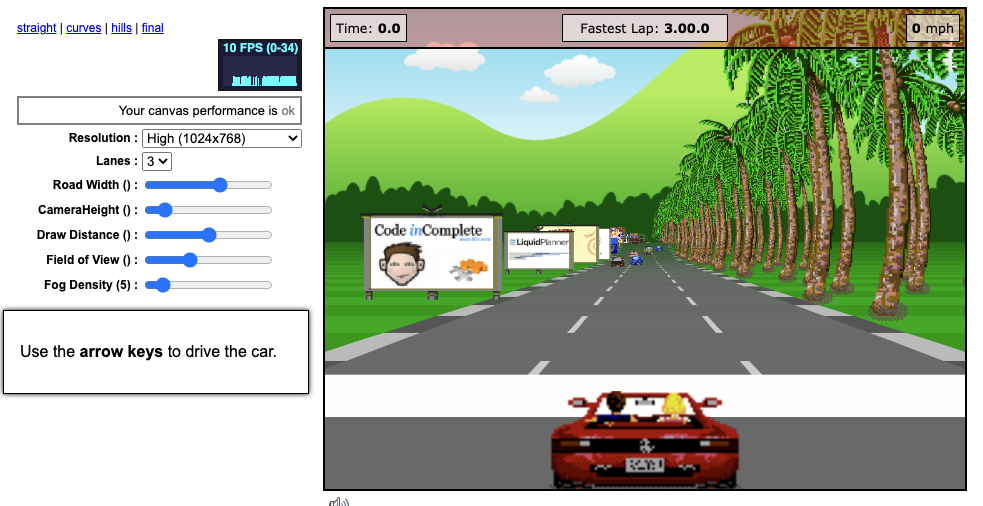 straight | curves | hills | final
10 FPS (0-34)
Your canvas performance is ok
Resolution : High (1024x768)
Lanes : 3
Road Width () :
CameraHeight () :
Draw Distance () :
Field of View () :
Fog Density (5) :
Use the arrow keys to drive the car.
Time: 0.0
Fastest Lap: 3.00.0
0 mph
Code inComplete
LiquidPlanner